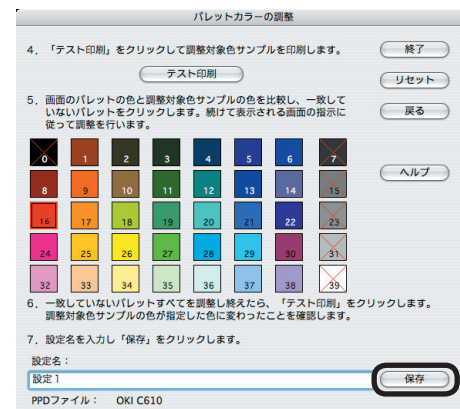 パレットカラーの調整
4. 「テスト印刷」をクリックして調整対象色サンプルを印刷します。
終了
テスト印刷
リセット
5. 画面のパレットの色と調整対象色サンプルの色を比較し、一致して
いないパレットをクリックします。続けて表示される画面の指示に
従って調整を行います。
戻る
0 1 2 3 4 5 6 7
ヘルプ
8 9 10 11 12 13 14 15
16 17 18 19 20 21 22 23
24 25 26 27 28 29 30 31
32 33 34 35 36 37 38 39
6. 一致していないパレットすべてを調整し終えたら、「テスト印刷」をクリックします。
調整対象色サンプルの色が指定した色に変わったことを確認します。
7. 設定名を入力し「保存」をクリックします。
設定名：
設定1
保存
PPDファイル： OKI C610